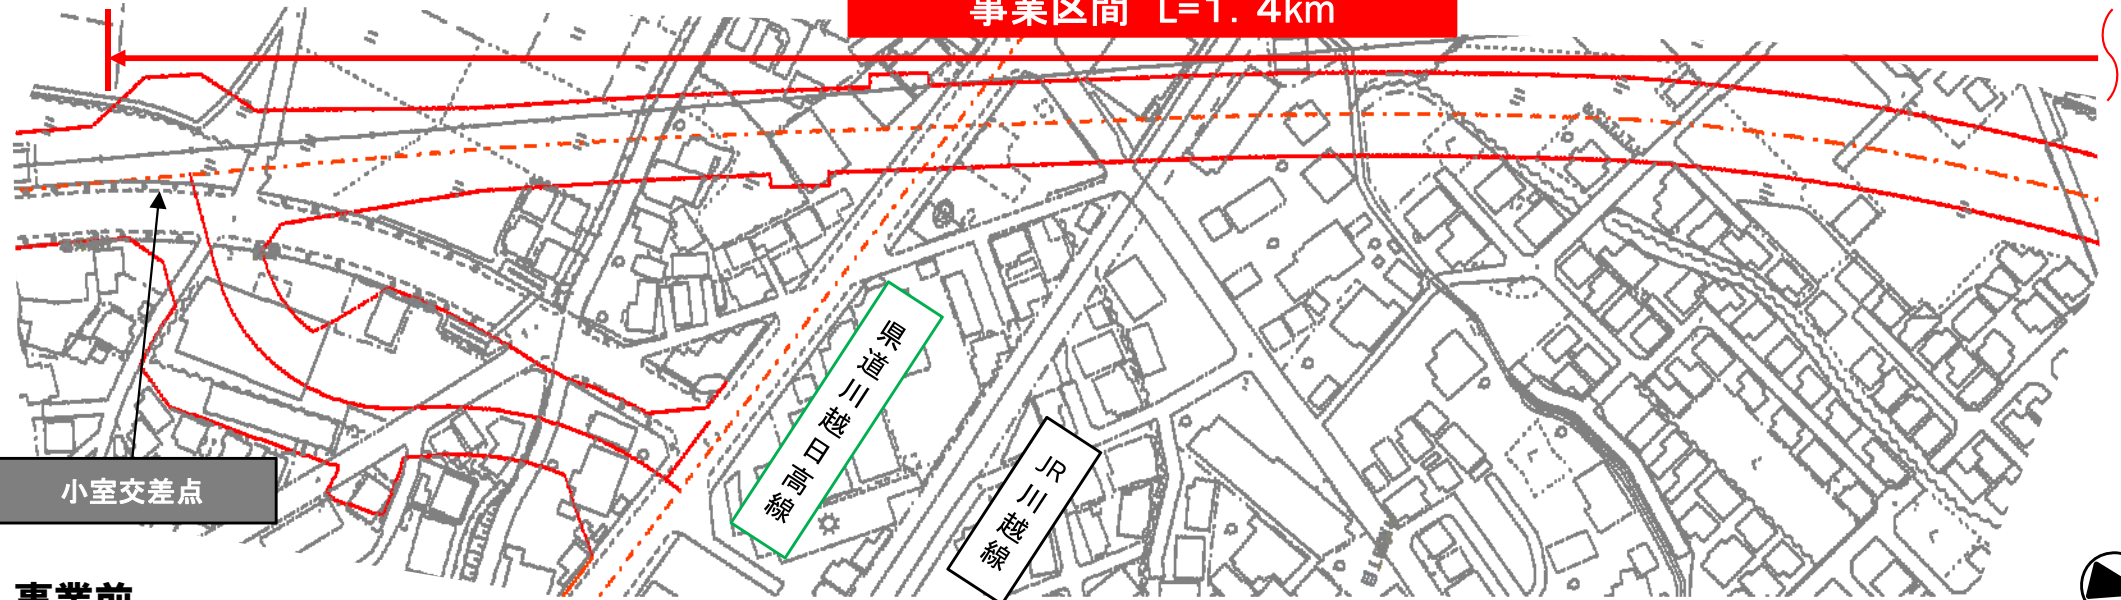 事業区間 L=1.4km
県道川越日高線
JR川越線
小室交差点
事業前